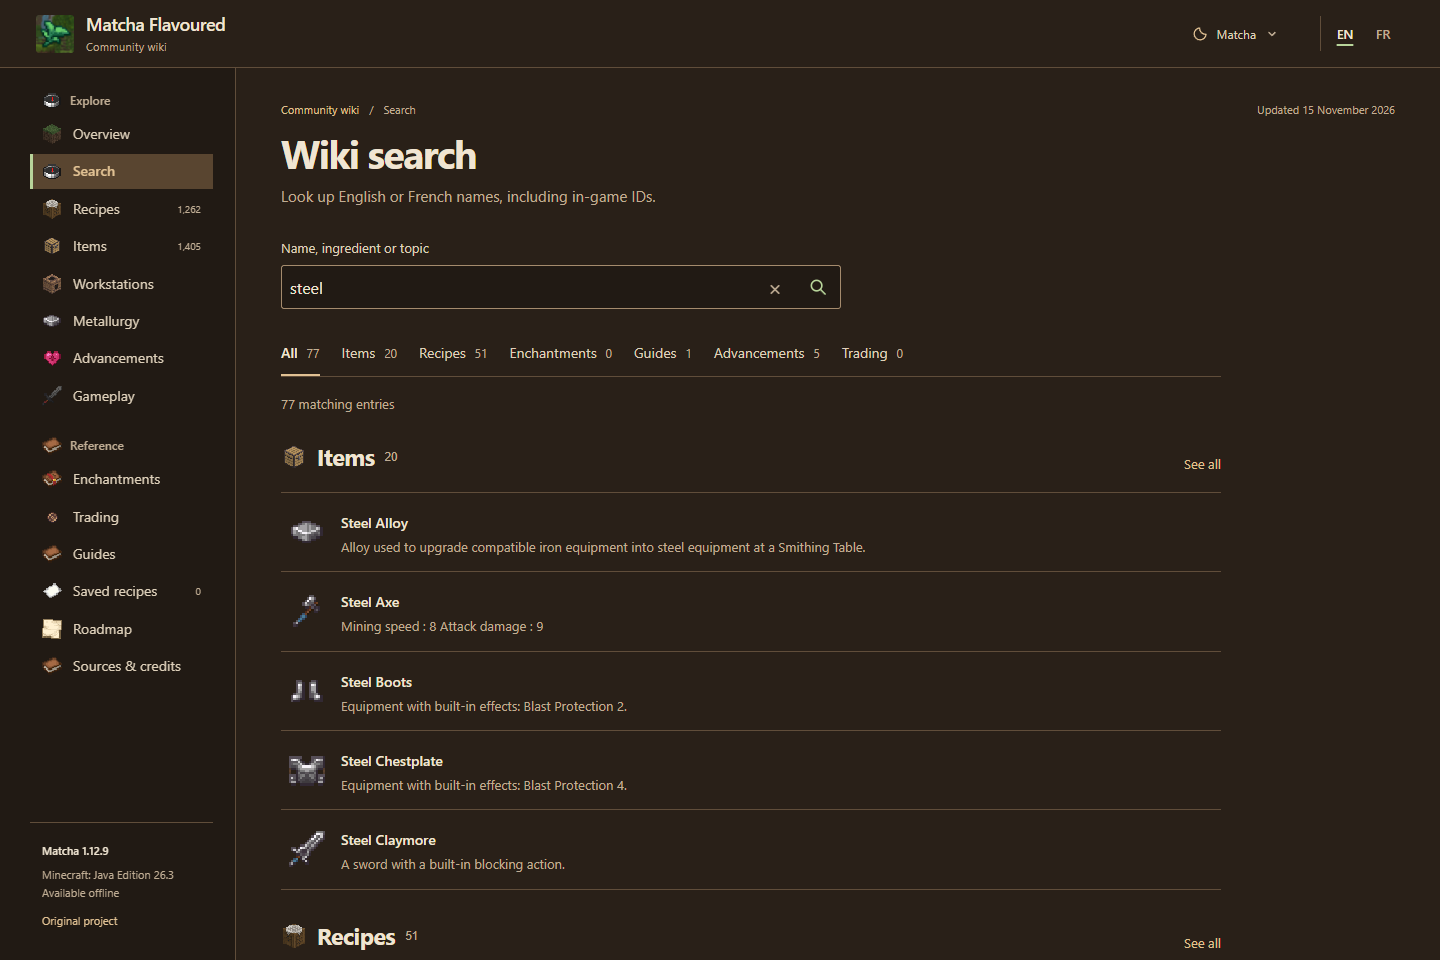 Matcha Flavoured
Community wiki
Matcha
EN
FR
Explore
Overview
Search
Recipes 1,262
Items 1,405
Workstations
Metallurgy
Advancements
Gameplay
Reference
Enchantments
Trading
Guides
Saved recipes 0
Roadmap
Sources & credits
Matcha 1.12.9
Minecraft: Java Edition 26.3
Available offline
Original project
Community wiki / Search
Updated 15 November 2026
Wiki search
Look up English or French names, including in-game IDs.
Name, ingredient or topic
steel
All 77 Items 20 Recipes 51 Enchantments 0 Guides 1 Advancements 5 Trading 0
77 matching entries
Items 20
See all
Steel Alloy
Alloy used to upgrade compatible iron equipment into steel equipment at a Smithing Table.
Steel Axe
Mining speed : 8 Attack damage : 9
Steel Boots
Equipment with built-in effects: Blast Protection 2.
Steel Chestplate
Equipment with built-in effects: Blast Protection 4.
Steel Claymore
A sword with a built-in blocking action.
Recipes 51
See all